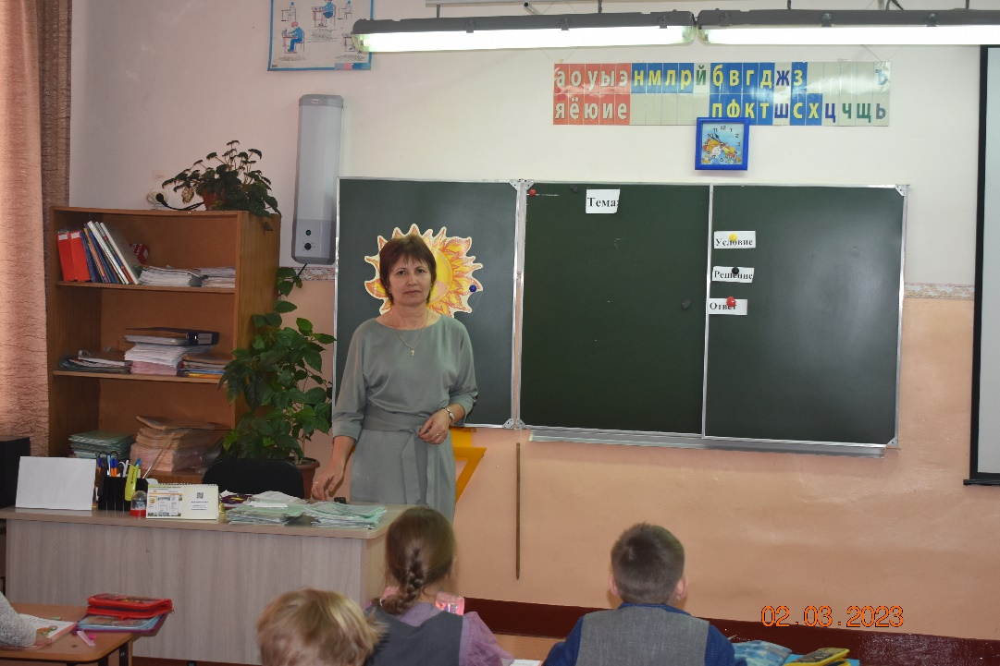 аоуыэнмлрйбвгджз ь
яёюие пфктшсхцчщь
Тема:
Условие
Решение
Ответ
02.03.2023